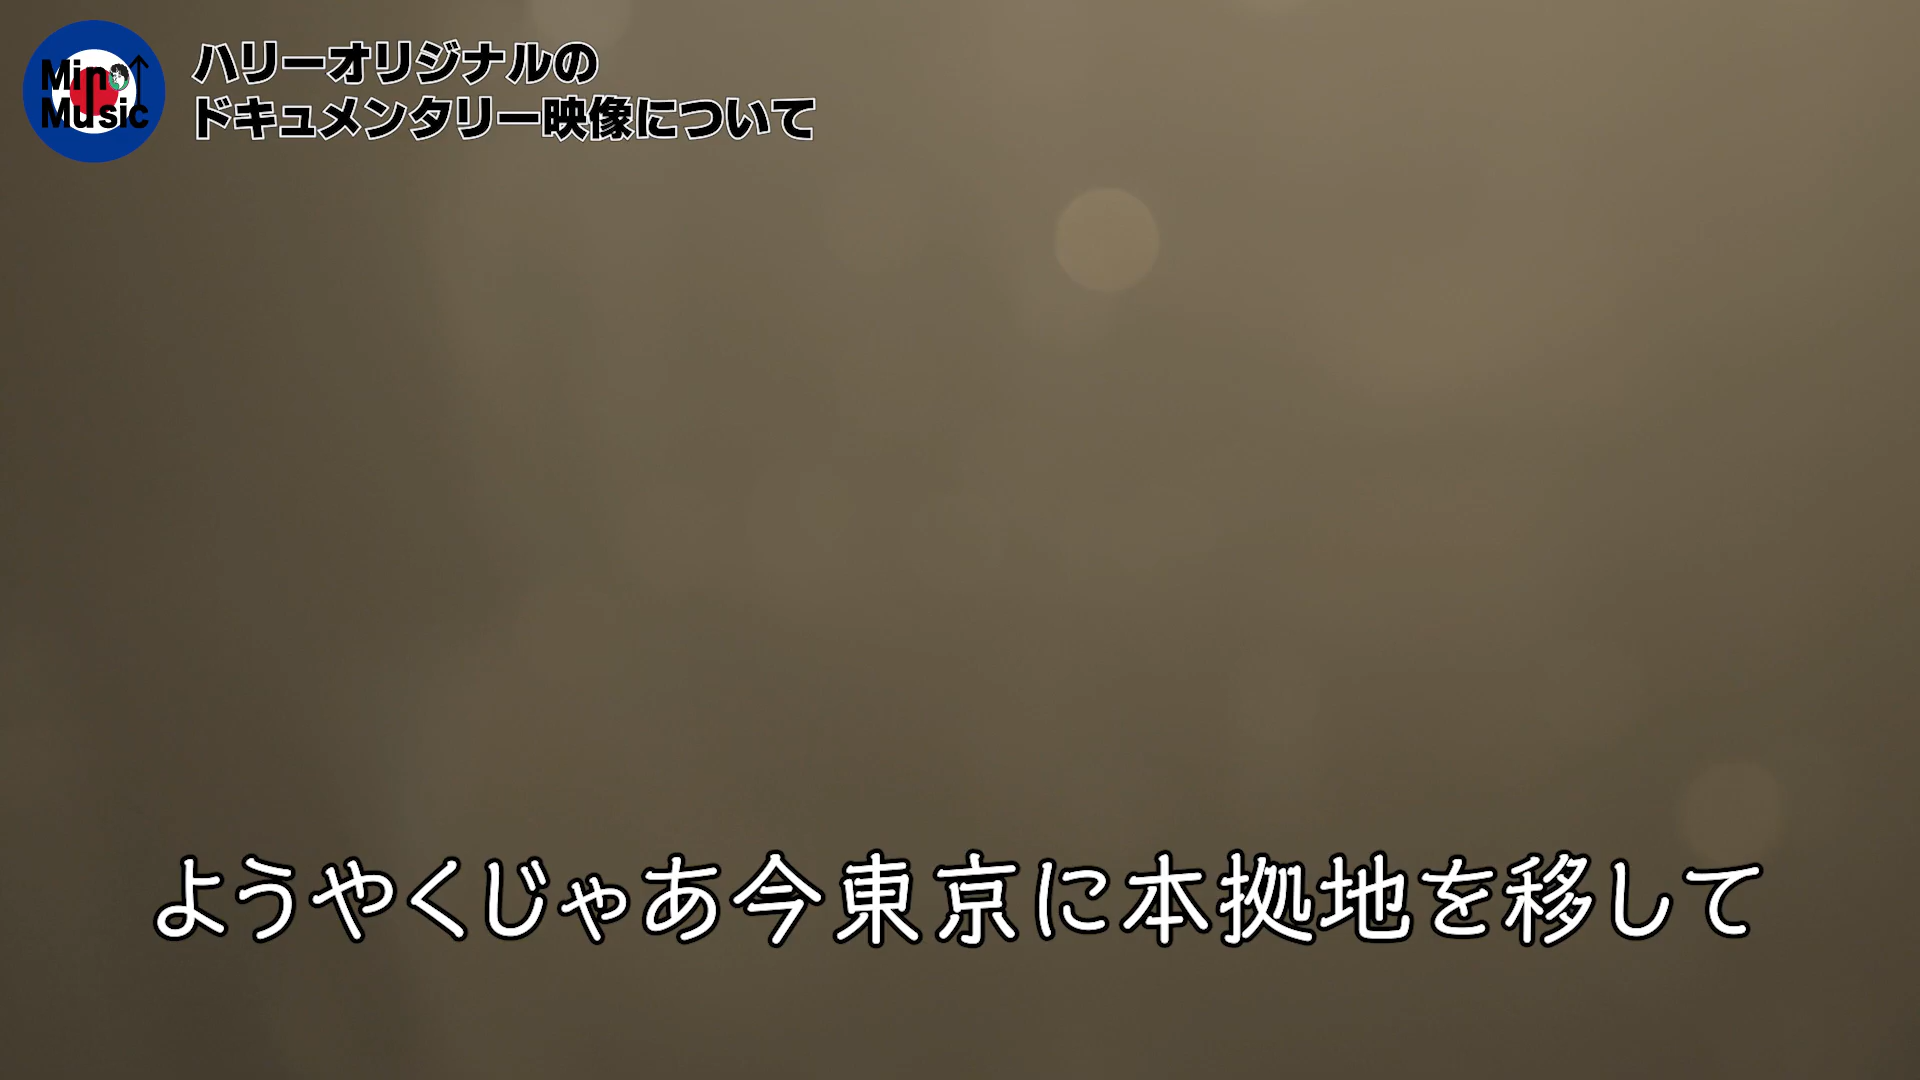 Mino
Music
ハリーオリジナルの
ドキュメンタリー映像について
ようやくじゃあ今東京に本拠地を移して